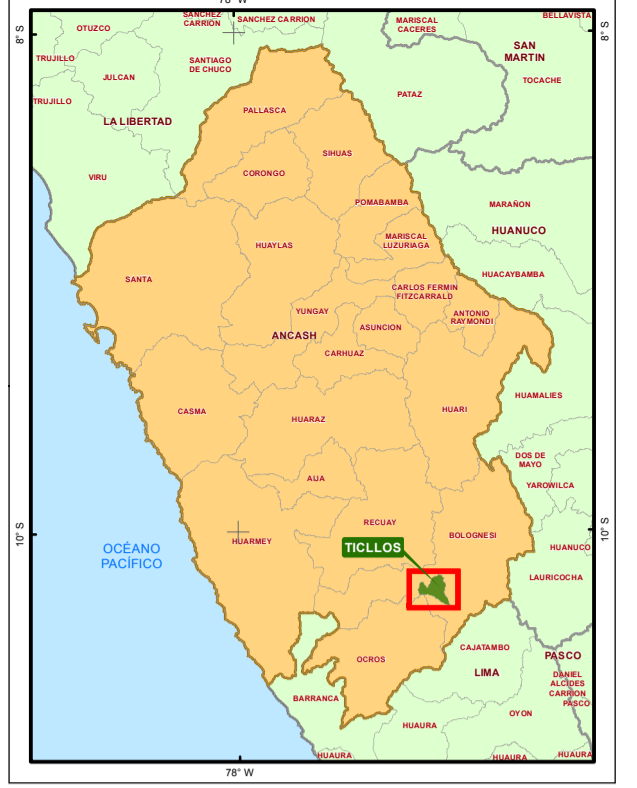 78° W
SANCHEZ
CARRIÓN
SANCHEZ CARRION
MARISCAL
CACERES
BELLAVISTA
8° S
8° S
OTUZCO
SAN
MARTIN
TRUJILLO
SANTIAGO
DE CHUCO
JULCAN
TOCACHE
TRUJILLO
PATAZ
PALLASCA
LA LIBERTAD
SIHUAS
CORONGO
VIRU
POMABAMBA
MARAÑON
HUANUCO
MARISCAL
LUZURIAGA
HUAYLAS
HUACAYBAMBA
SANTA
CARLOS FERMIN
FITZCARRALD
YUNGAY
ANTONIO
RAYMONDI
ASUNCION
ANCASH
CARHUAZ
HUAMALIES
CASMA
HUARI
HUARAZ
DOS DE
MAYO
AIJA
YAROWILCA
RECUAY
10° S
10° S
BOLOGNESI
HUARMEY
OCÉANO
PACÍFICO
TICLLOS
HUANUCO
LAURICOCHA
CAJATAMBO
PASCO
OCROS
LIMA
DANIEL
ALCIDES
CARRION
PASCO
BARRANCA
OYON
HUAURA
HUAURA
HUAURA
HUAURA
78° W